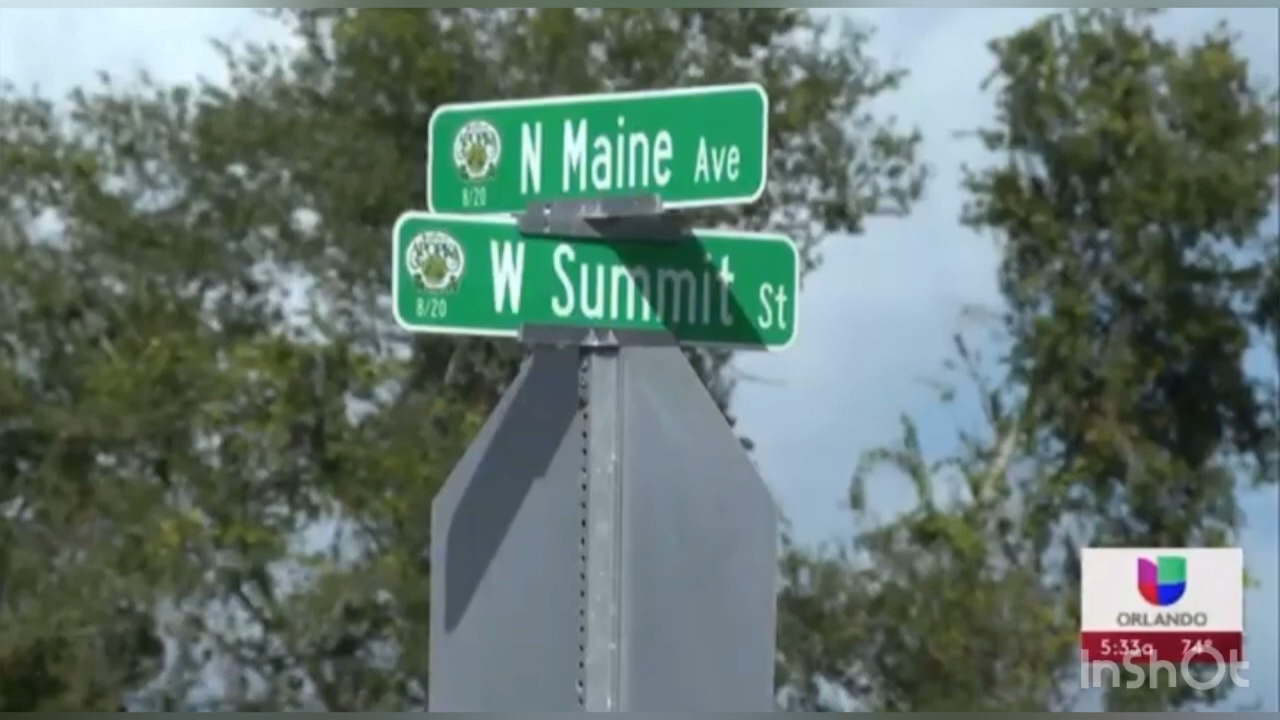 N Maine Ave
8/20
W Summit St
8/20
ORLANDO
5:33a 74°
InShOt